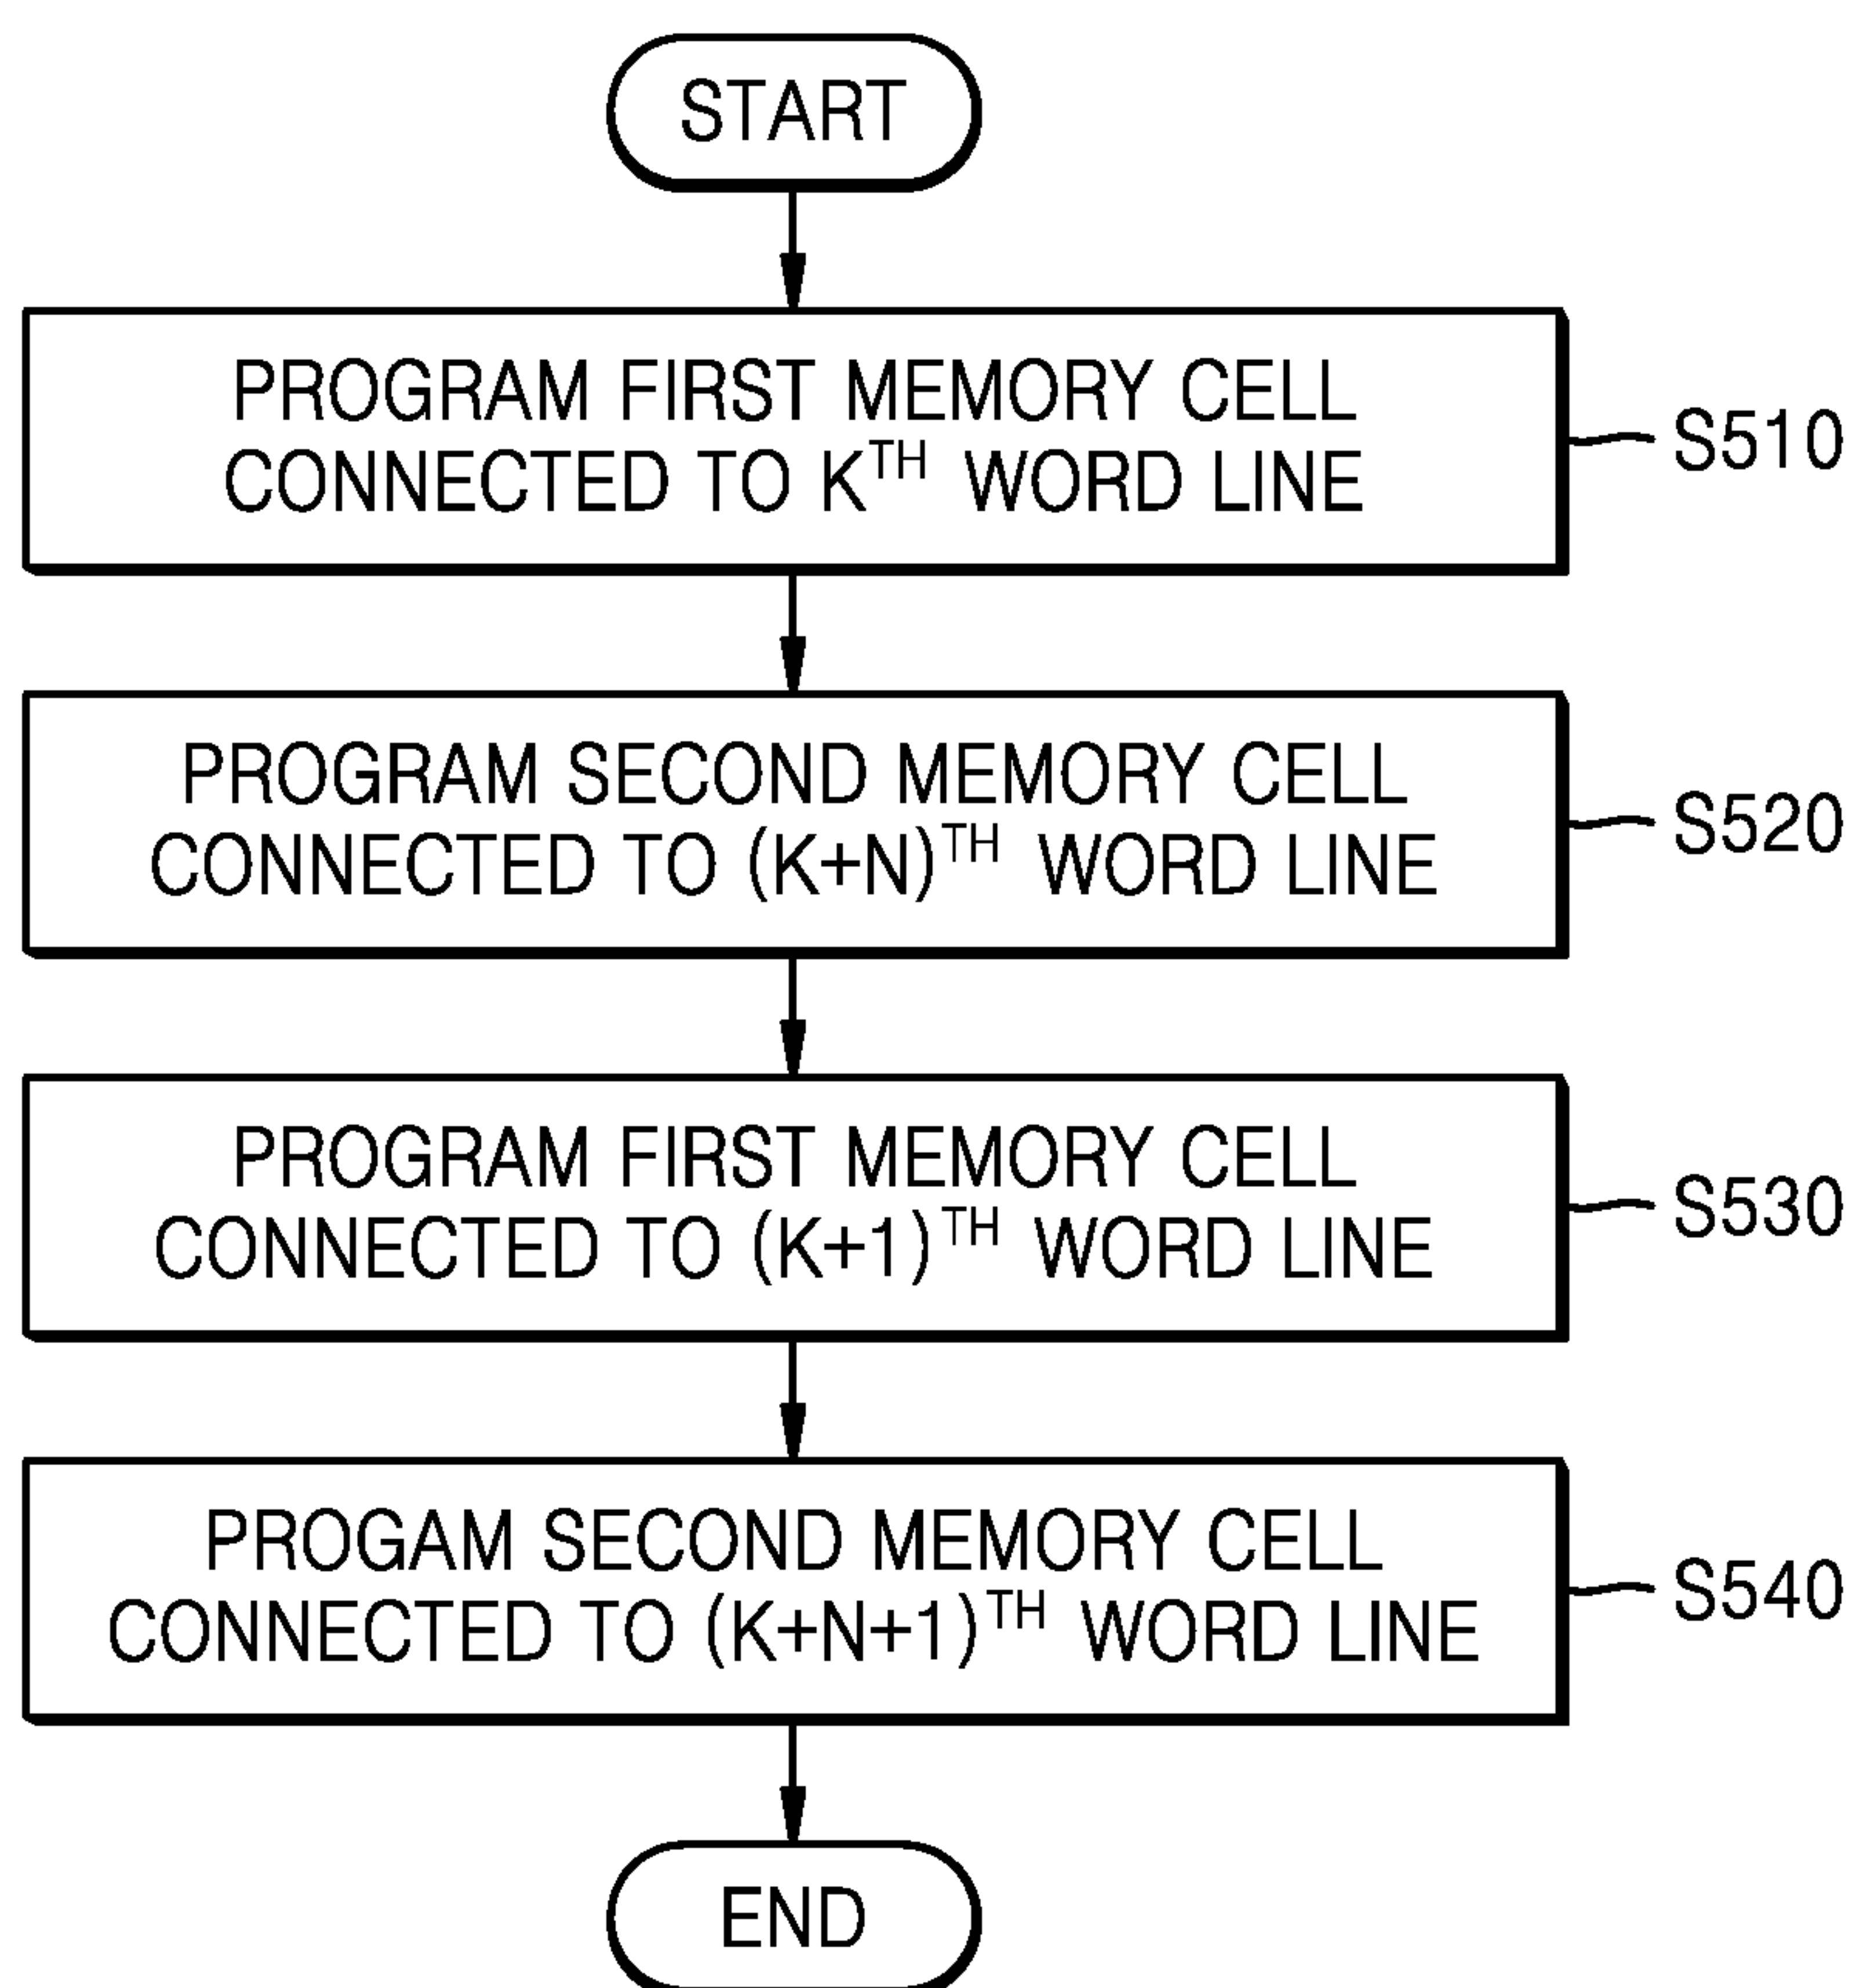 START
PROGRAM FIRST MEMORY CELL
CONNECTED TO K^TH WORD LINE
S510
PROGRAM SECOND MEMORY CELL
CONNECTED TO (K+N)^TH WORD LINE
S520
PROGRAM FIRST MEMORY CELL
CONNECTED TO (K+1)^TH WORD LINE
S530
PROGAM SECOND MEMORY CELL
CONNECTED TO (K+N+1)^TH WORD LINE
S540
END